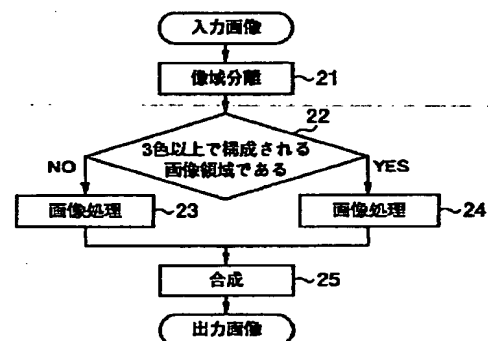 入力画像
像域分離 21
22
3色以上で構成される
画像領域である
NO YES
画像処理 23 画像処理 24
合成 25
出力画像